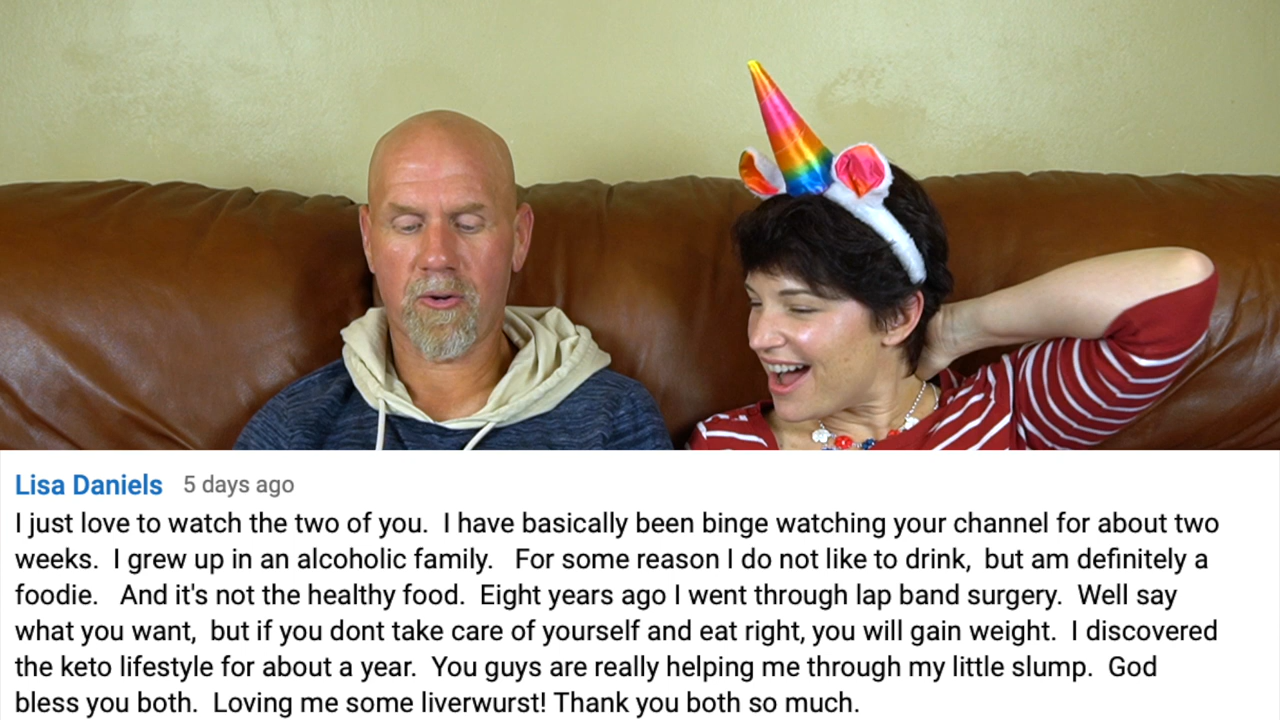 Lisa Daniels 5 days ago
I just love to watch the two of you.  I have basically been binge watching your channel for about two
weeks.  I grew up in an alcoholic family.   For some reason I do not like to drink,  but am definitely a
foodie.   And it's not the healthy food.  Eight years ago I went through lap band surgery.  Well say
what you want,  but if you dont take care of yourself and eat right, you will gain weight.  I discovered
the keto lifestyle for about a year.  You guys are really helping me through my little slump.  God
bless you both.  Loving me some liverwurst! Thank you both so much.